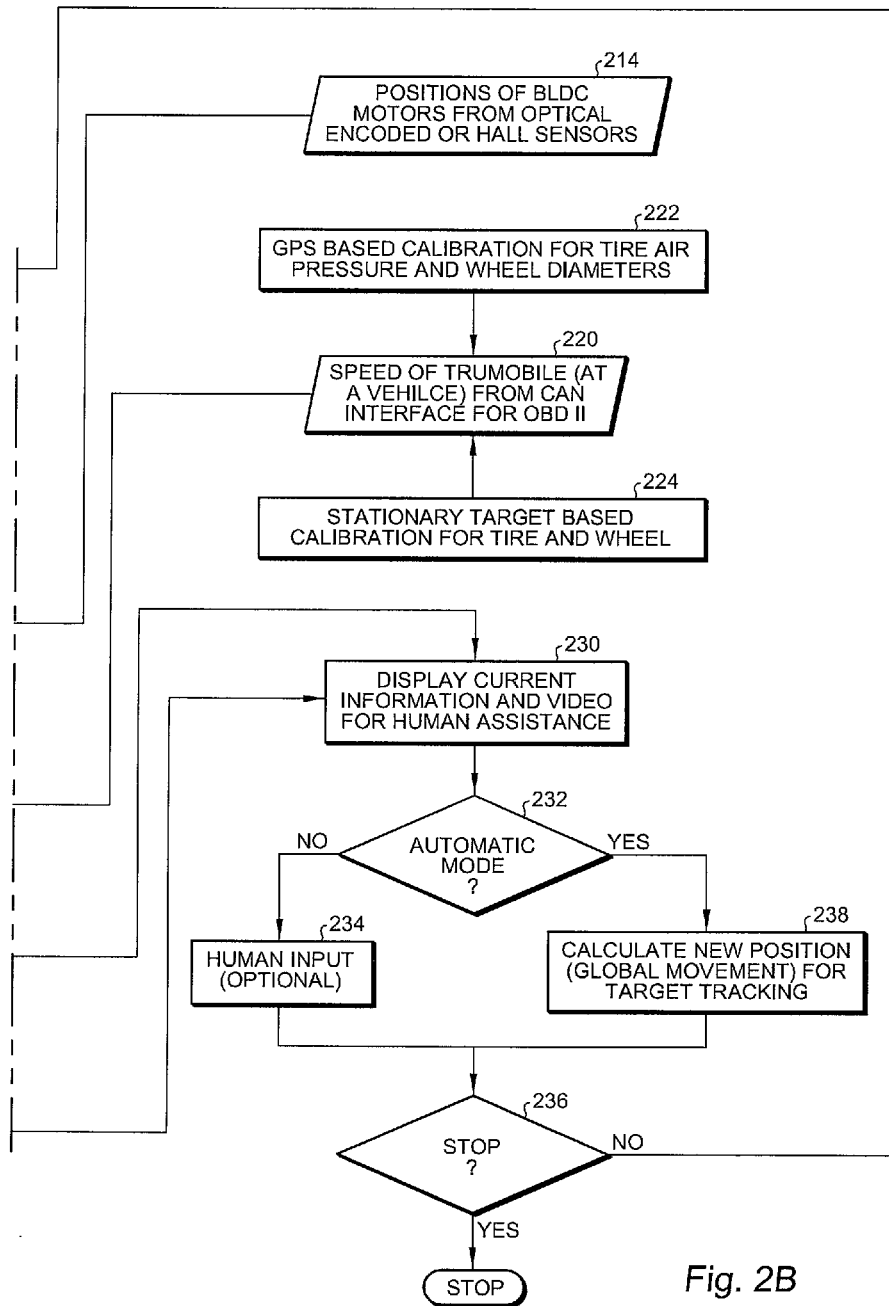 214
POSITIONS OF BLDC
MOTORS FROM OPTICAL
ENCODED OR HALL SENSORS
222
GPS BASED CALIBRATION FOR TIRE AIR
PRESSURE AND WHEEL DIAMETERS
220
SPEED OF TRUMOBILE (AT
A VEHILCE) FROM CAN
INTERFACE FOR OBD II
224
STATIONARY TARGET BASED
CALIBRATION FOR TIRE AND WHEEL
230
DISPLAY CURRENT
INFORMATION AND VIDEO
FOR HUMAN ASSISTANCE
232
NO
AUTOMATIC
MODE
?
YES
234
HUMAN INPUT
(OPTIONAL)
238
CALCULATE NEW POSITION
(GLOBAL MOVEMENT) FOR
TARGET TRACKING
236
STOP
?
NO
YES
STOP
Fig. 2B